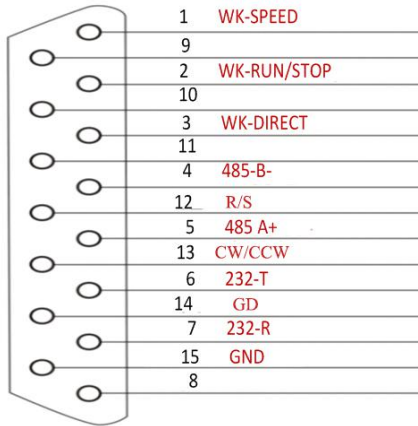 1 WK-SPEED
9
2 WK-RUN/STOP
10
3 WK-DIRECT
11
4 485-B-
12 R/S
5 485 A+
13 CW/CCW
6 232-T
14 GD
7 232-R
15 GND
8